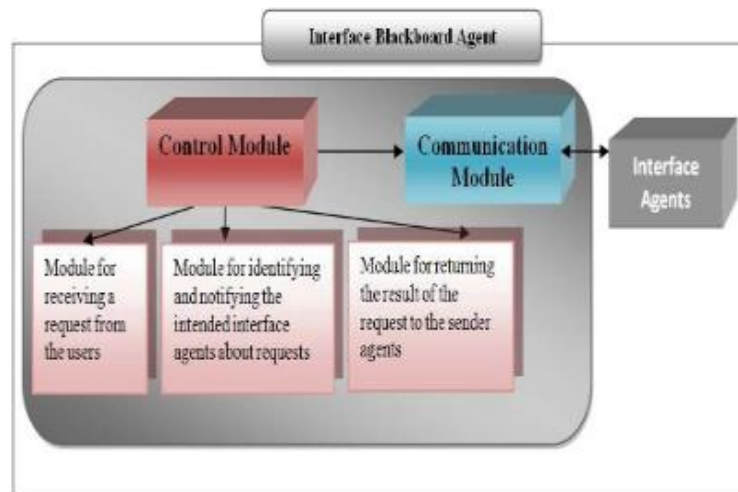 Interface Blackboard Agent
Control Module
Communication
Module
Interface
Agents
Module for
receiving a
request from
the users
Module for identifying
and notifying the
intended interface
agents about requests
Module for returning
the result of the
request to the sender
agents